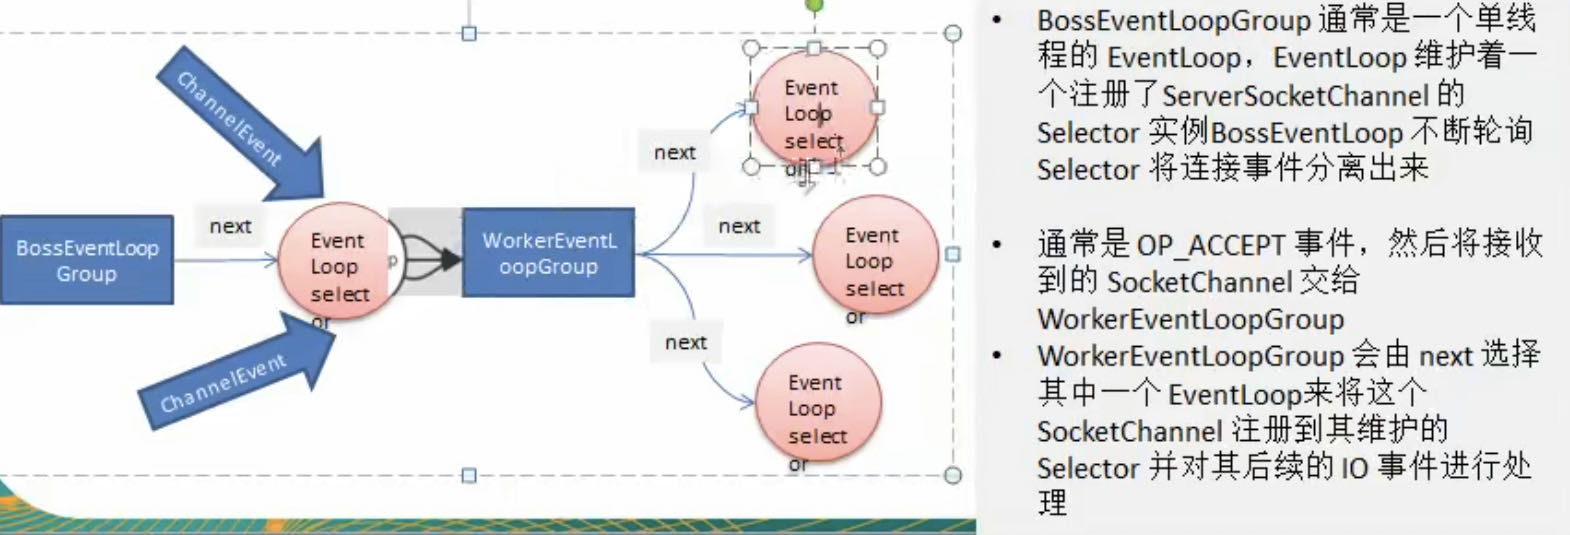 ChannelEvent
BossEventLoop
Group
next
Event
Loop
select
or
p
ChannelEvent
WorkerEventL
oopGroup
next
next
next
Event
Loop
select
or
Event
Loop
select
or
Event
Loop
select
or
• BossEventLoopGroup 通常是一个单线
程的 EventLoop，EventLoop 维护着一
个注册了ServerSocketChannel 的
Selector 实例BossEventLoop 不断轮询
Selector 将连接事件分离出来
• 通常是 OP_ACCEPT 事件，然后将接收
到的 SocketChannel 交给
WorkerEventLoopGroup
• WorkerEventLoopGroup 会由 next 选择
其中一个 EventLoop来将这个
SocketChannel 注册到其维护的
Selector 并对其后续的 IO 事件进行处
理